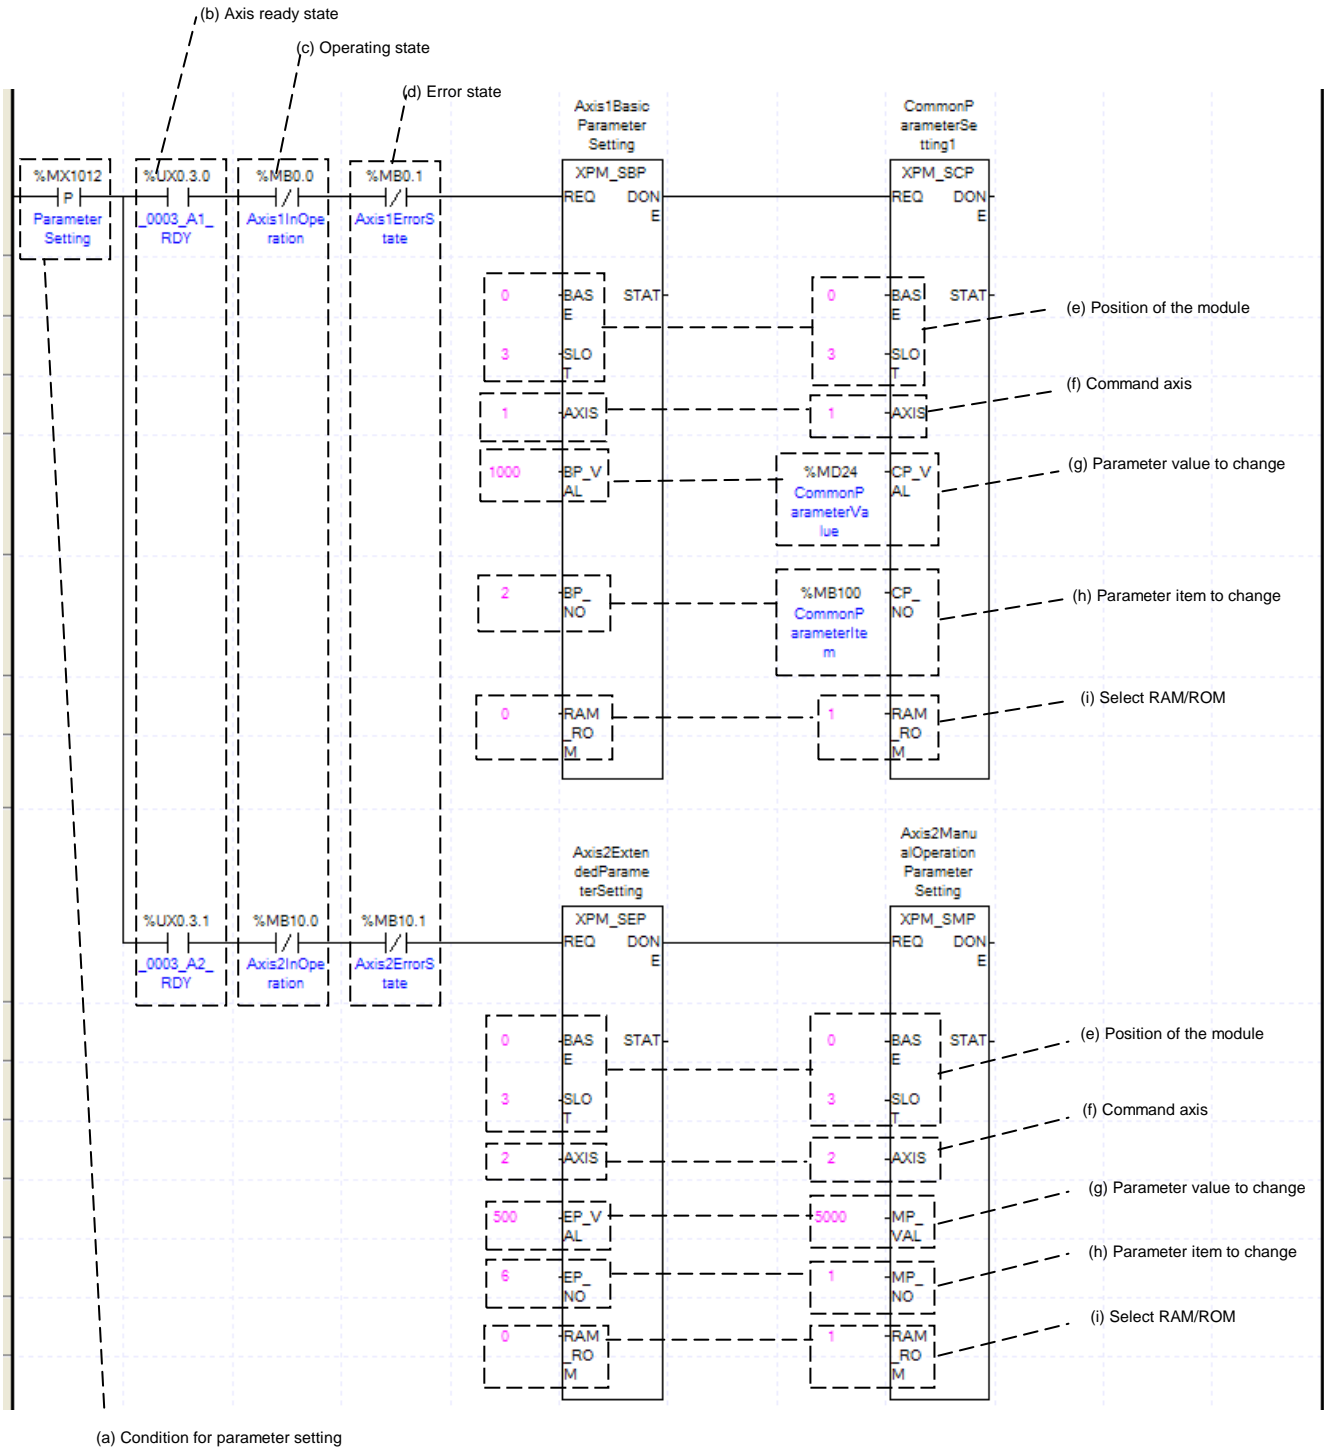 (b) Axis ready state
(c) Operating state
(d) Error state
Axis1Basic
Parameter
Setting
CommonP
arameterSe
tting1
%MX1012
%UX0.3.0
%MB0.0
%MB0.1
XPM_SBP
XPM_SCP
P
REQ DON
E
REQ DON
E
Parameter
Setting
_0003_A1_
RDY
Axis1InOpe
ration
Axis1ErrorS
tate
0
BAS
E
STAT
0
BAS
E
STAT
(e) Position of the module
3
SLO
T
3
SLO
T
(f) Command axis
1
AXIS
1
AXIS
(g) Parameter value to change
1000
BP_V
AL
%MD24
CommonP
arameterVa
lue
CP_V
AL
2
BP_
NO
%MB100
CommonP
arameterIte
m
CP_
NO
(h) Parameter item to change
(i) Select RAM/ROM
0
RAM
_RO
M
1
RAM
_RO
M
Axis2Exten
dedParame
terSetting
Axis2Manu
alOperation
Parameter
Setting
%UX0.3.1
%MB10.0
%MB10.1
XPM_SEP
XPM_SMP
REQ DON
E
REQ DON
E
_0003_A2_
RDY
Axis2InOpe
ration
Axis2ErrorS
tate
0
BAS
E
STAT
0
BAS
E
STAT
(e) Position of the module
3
SLO
T
3
SLO
T
(f) Command axis
2
AXIS
2
AXIS
(g) Parameter value to change
500
EP_V
AL
5000
MP_
VAL
(h) Parameter item to change
6
EP_
NO
1
MP_
NO
(i) Select RAM/ROM
0
RAM
_RO
M
1
RAM
_RO
M
(a) Condition for parameter setting